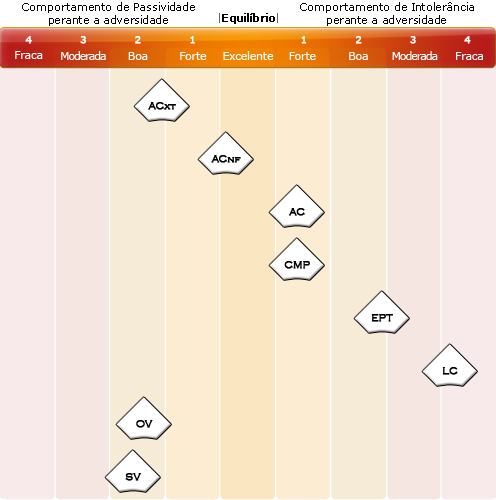 Comportamento de Passividade
perante a adversidade
|Equilíbrio|
Comportamento de Intolerância
perante a adversidade
4 3 2 1 1 2 3 4
Fraca Moderada Boa Forte Excelente Forte Boa Moderada Fraca
ACXT
ACNF
AC
CMP
EPT
LC
OV
SV